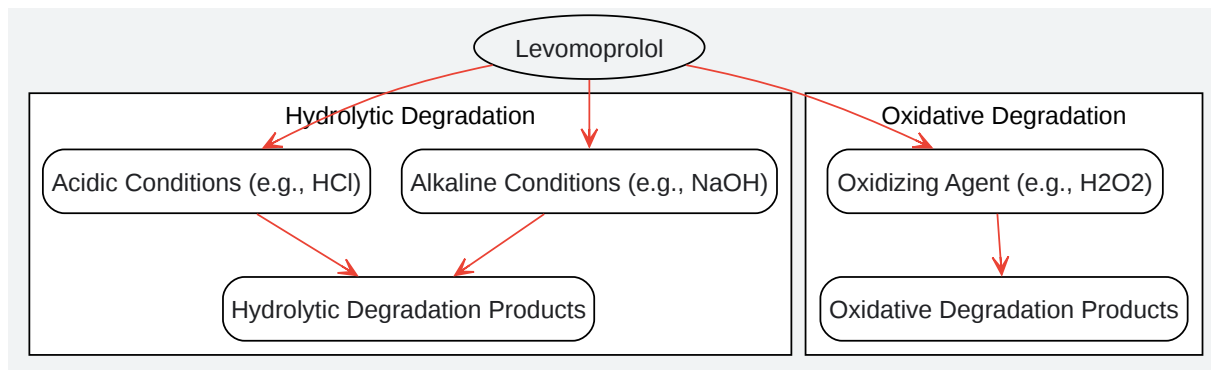 Levomoprolol
Hydrolytic Degradation
Oxidative Degradation
Acidic Conditions (e.g., HCl)
Alkaline Conditions (e.g., NaOH)
Oxidizing Agent (e.g., H2O2)
Hydrolytic Degradation Products
Oxidative Degradation Products